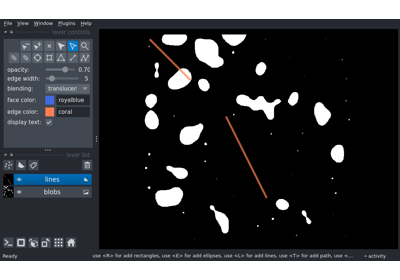 File View Window Plugins Help
layer controls
opacity: 0.70
edge width: 5
blending: translucen
face color: royalblue
edge color: coral
display text:
layer list
lines
blobs
Ready use <R> for add rectangles, use <E> for add ellipses, use <L> for add lines, use <T> for add path, use <... activity